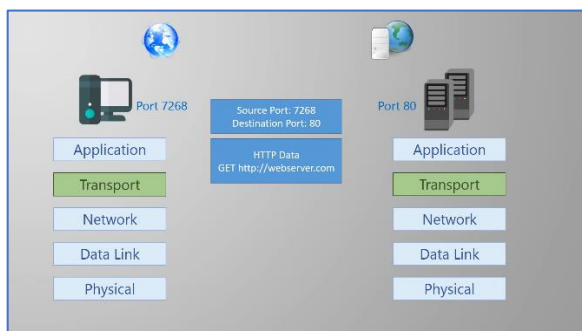 Port 7268
Source Port: 7268
Destination Port: 80
Port 80
HTTP Data
GET http://webserver.com
Application
Transport
Network
Data Link
Physical
Application
Transport
Network
Data Link
Physical